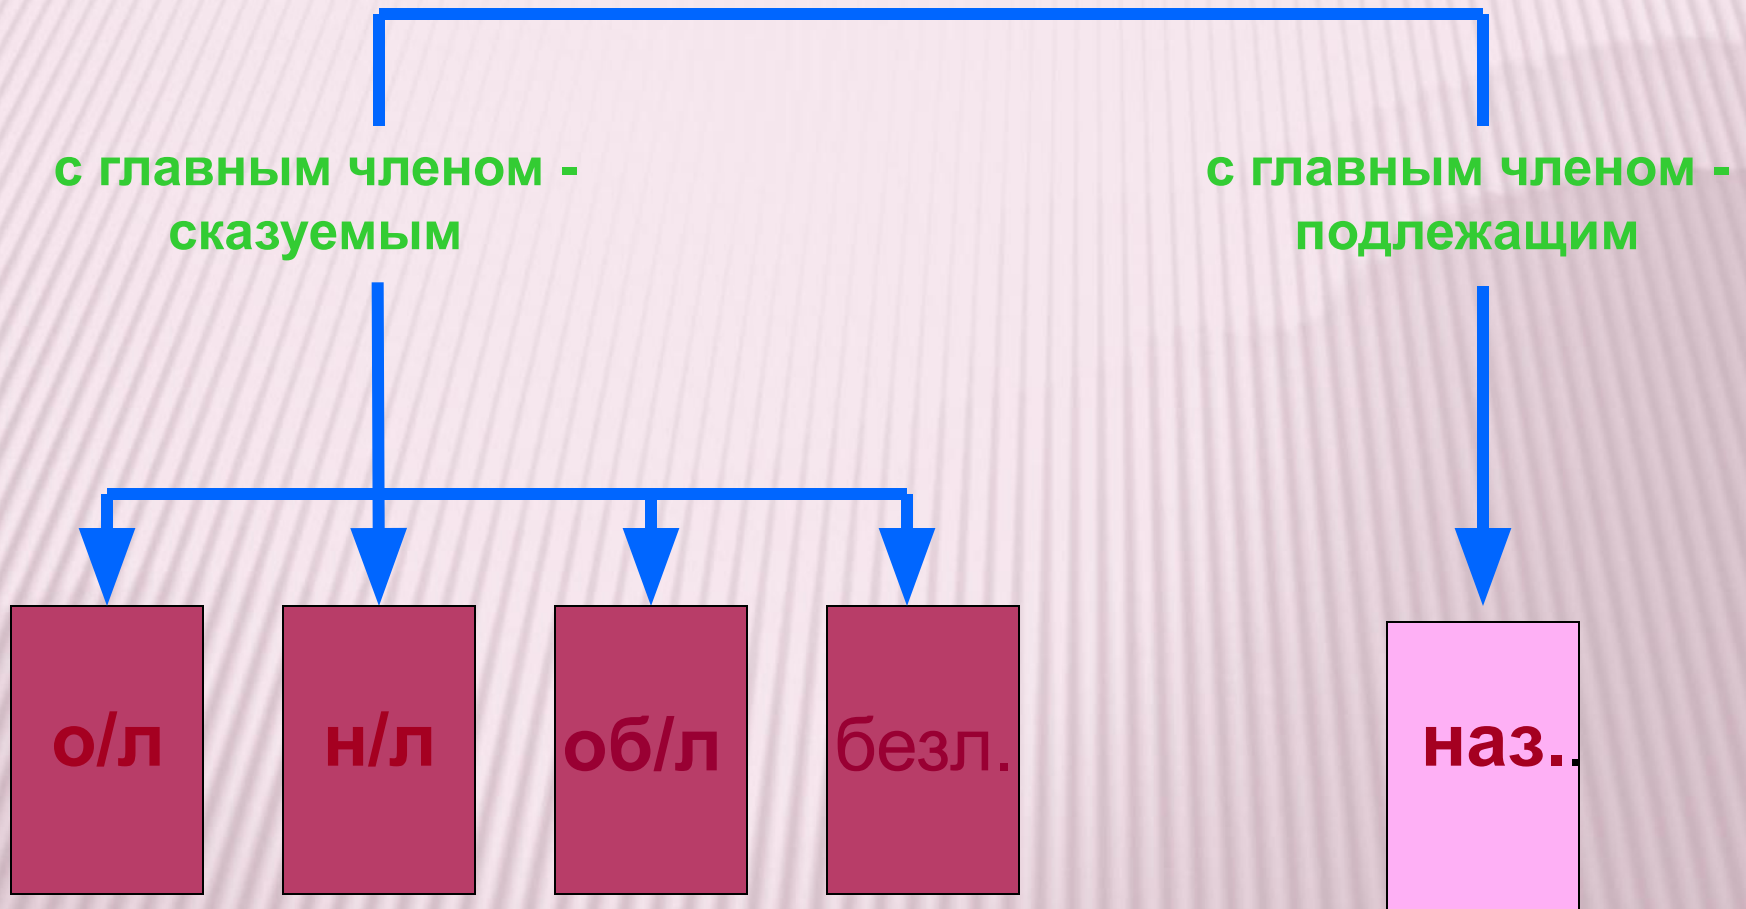 с главным членом -
сказуемым
с главным членом -
подлежащим
о/л
н/л
об/л
безл.
наз..